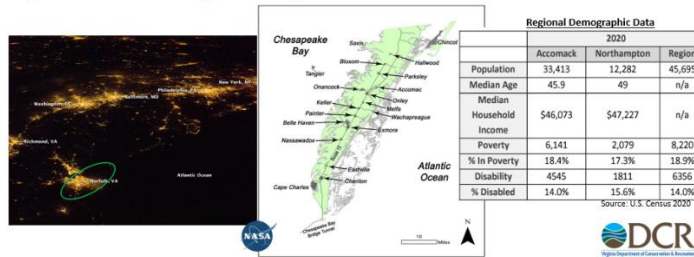 New York, NY
Philadelphia, PA
Baltimore, MD
Washington, DC
Richmond, VA
Norfolk, VA
Atlantic Ocean
NASA
Chesapeake
Bay
Saxis
Chincot
Hallwood
Bloxom
Parksley
Tangier
Onancock
Accomac
Onley
Keller
Melfa
Painter
Wachapreague
Belle Haven
Exmore
Nassawadox
Route 13
Atlantic
Ocean
Eastville
Cheriton
Cape Charles
Chesapeake Bay
Bridge Tunnel
10
Miles
N
Regional Demographic Data
2020
Accomack Northampton Region
Population 33,413 12,282 45,695
Median Age 45.9 49 n/a
Median
Household
Income $46,073 $47,227 n/a
Poverty 6,141 2,079 8,220
% In Poverty 18.4% 17.3% 18.9%
Disability 4545 1811 6356
% Disabled 14.0% 15.6% 14.0%
Source: U.S. Census 2020
DCR
Virginia Department of Conservation & Recreation